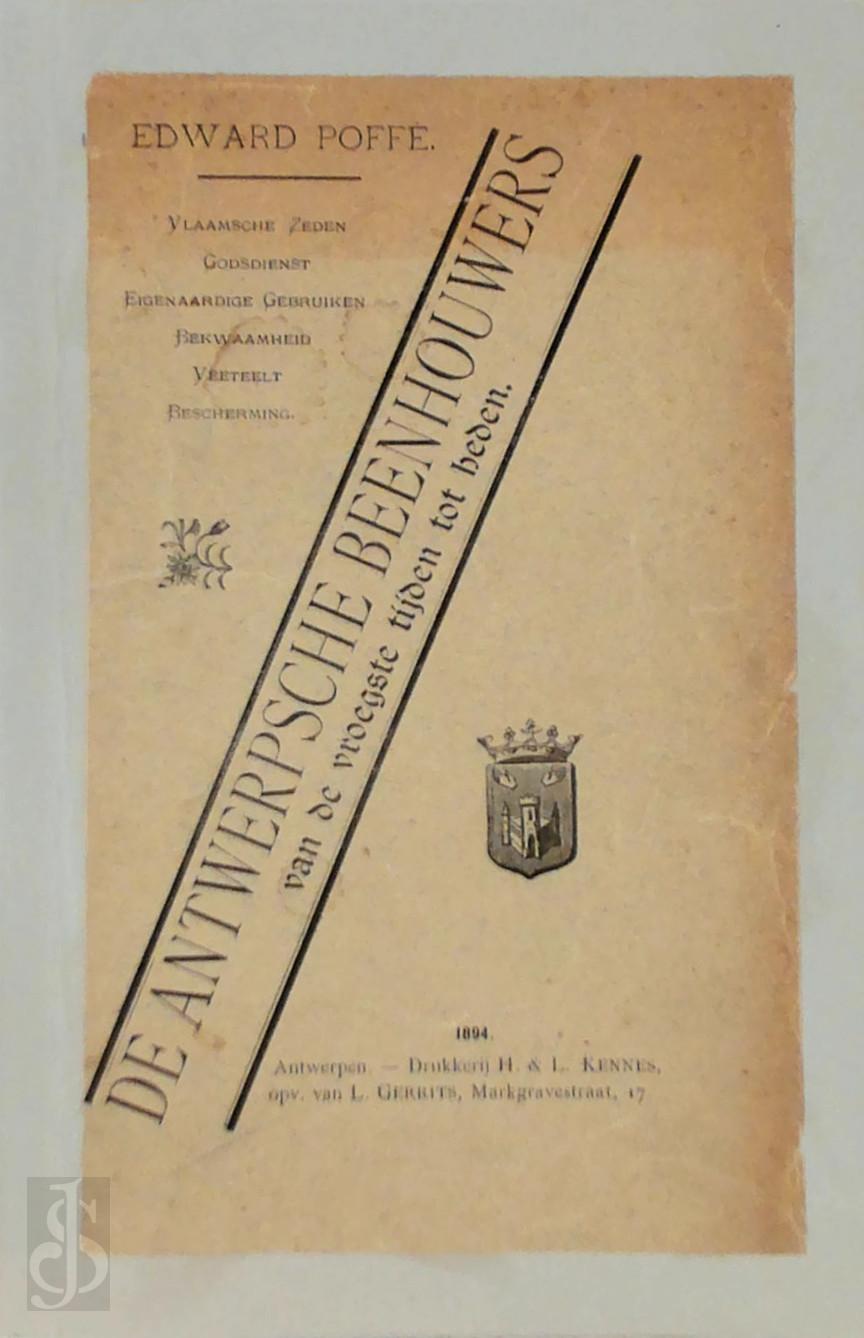 EDWARD POFFÉ.
VLAAMSCHE ZEDEN
GODSDIENST
EIGENAARDIGE GEBRUIKEN
BEKWAAMHEID
VEETEELT
BESCHERMING.
DE ANTWERPSCHE BEENHOUWERS
van de vroegste tijden tot heden.
1894.
Antwerpen — Drukkerij H. & L. KENNES,
opv. van L. GERRITS, Markgravestraat, 17
JS